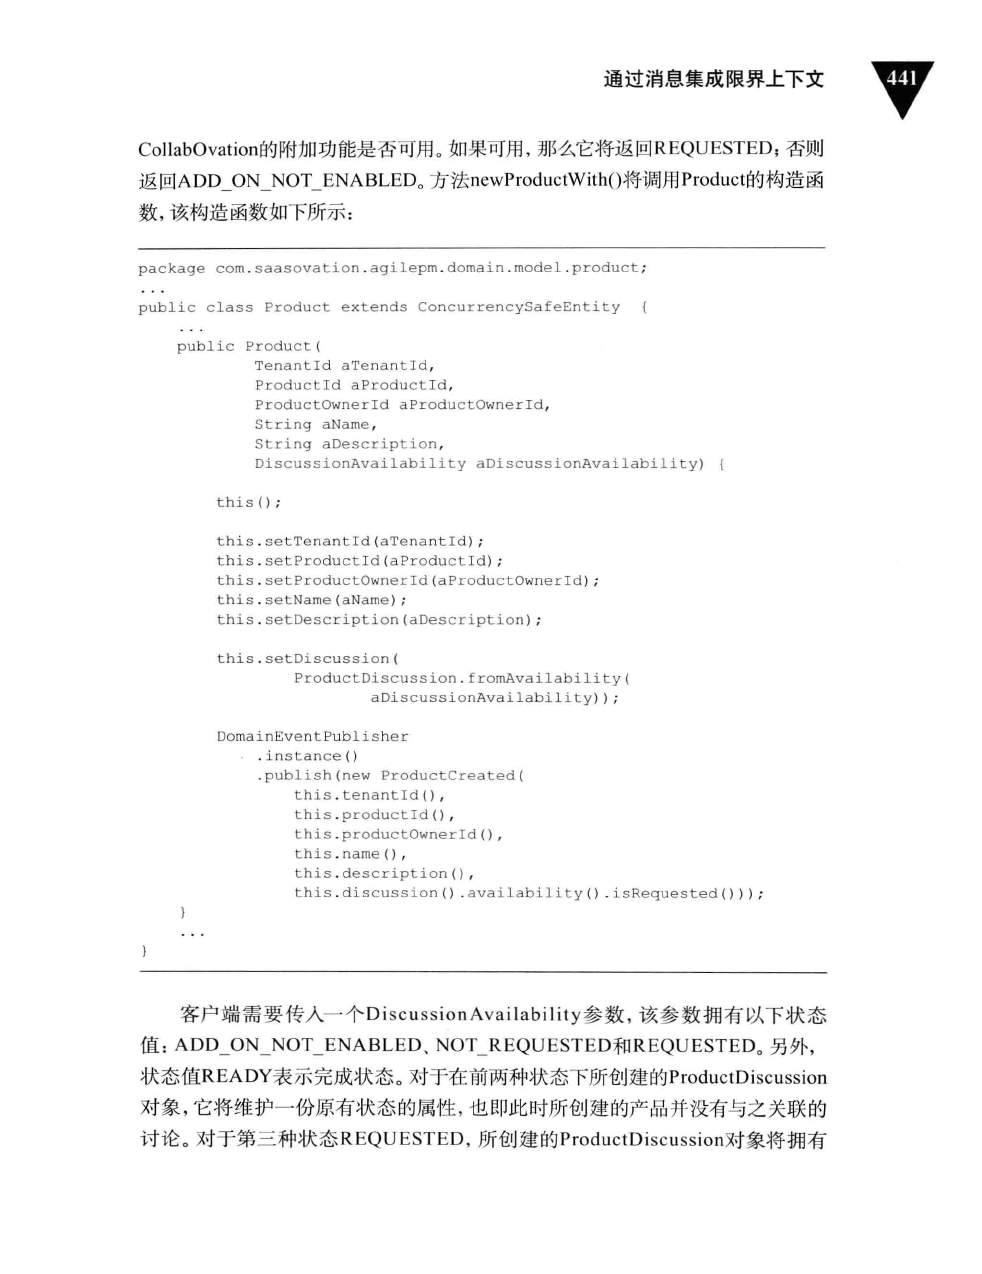 通过消息集成限界上下文
441
CollabOvation的附加功能是否可用。如果可用，那么它将返回REQUESTED；否则
返回ADD_ON_NOT_ENABLED。方法newProductWith()将调用Product的构造函
数，该构造函数如下所示：
package com.saasovation.agilepm.domain.model.product;
...
public class Product extends ConcurrencySafeEntity  {
    ...
    public Product(
            TenantId aTenantId,
            ProductId aProductId,
            ProductOwnerId aProductOwnerId,
            String aName,
            String aDescription,
            DiscussionAvailability aDiscussionAvailability) {
        this();
        this.setTenantId(aTenantId);
        this.setProductId(aProductId);
        this.setProductOwnerId(aProductOwnerId);
        this.setName(aName);
        this.setDescription(aDescription);
        this.setDiscussion(
                ProductDiscussion.fromAvailability(
                        aDiscussionAvailability));
        DomainEventPublisher
            .instance()
            .publish(new ProductCreated(
                this.tenantId(),
                this.productId(),
                this.productOwnerId(),
                this.name(),
                this.description(),
                this.discussion().availability().isRequested()));
    }
    ...
}
客户端需要传入一个DiscussionAvailability参数，该参数拥有以下状态
值：ADD_ON_NOT_ENABLED、NOT_REQUESTED和REQUESTED。另外，
状态值READY表示完成状态。对于在前两种状态下所创建的ProductDiscussion
对象，它将维护一份原有状态的属性，也即此时所创建的产品并没有与之关联的
讨论。对于第三种状态REQUESTED，所创建的ProductDiscussion对象将拥有